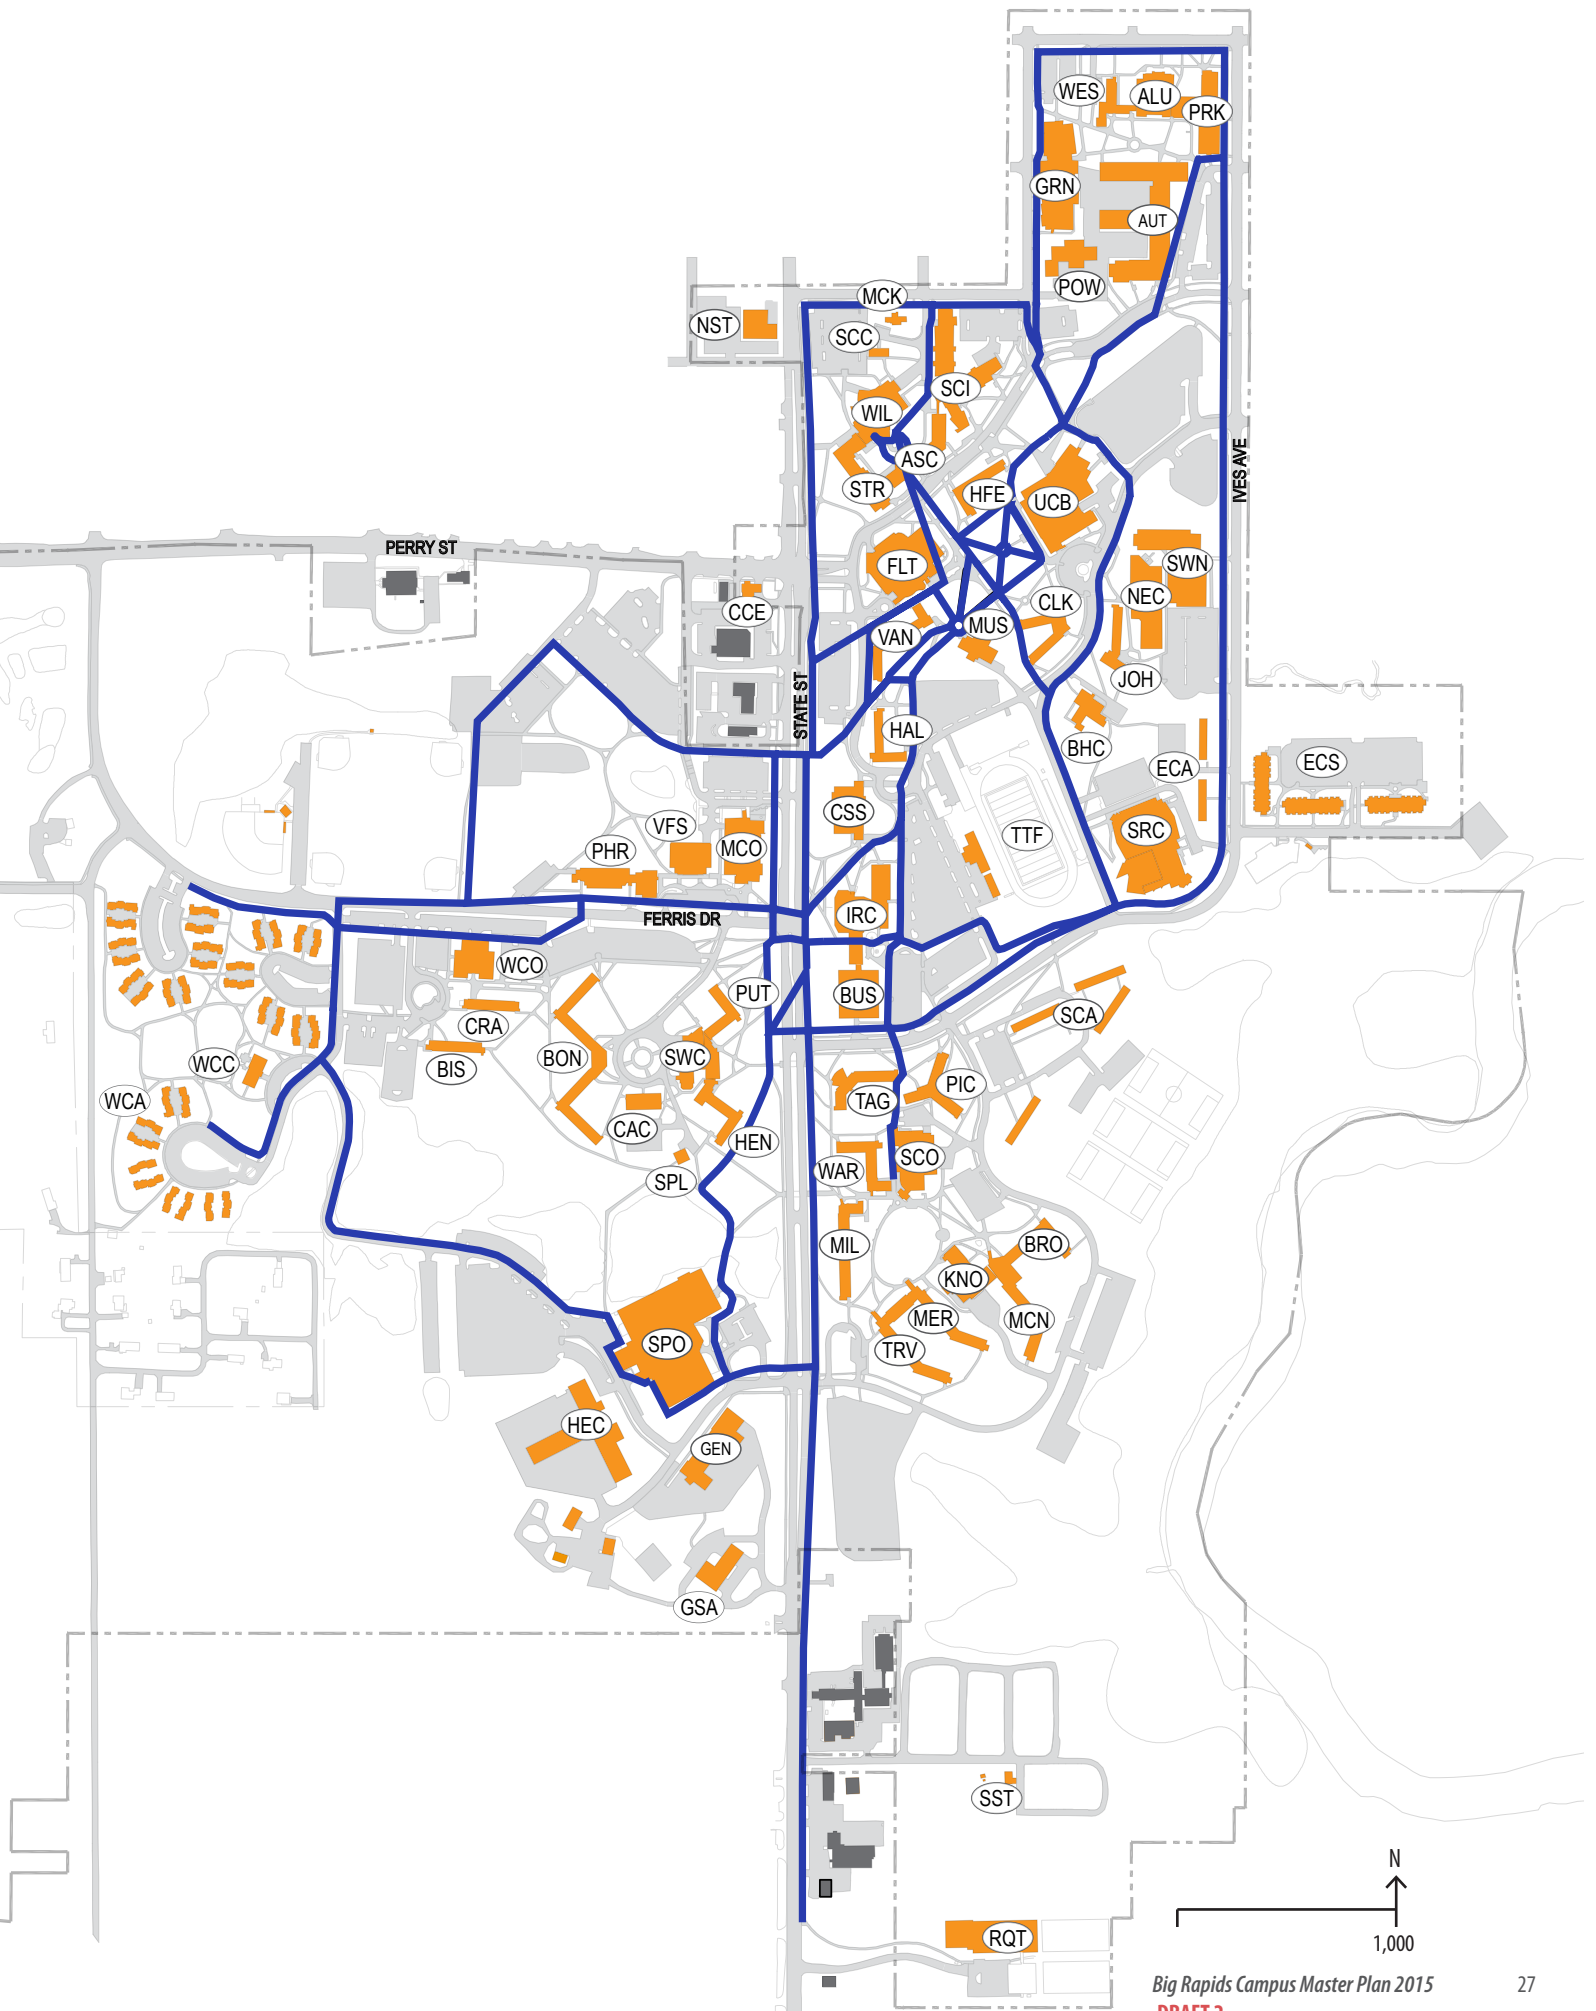 WES
ALU
PRK
GRN
AUT
POW
MCK
NST
SCC
SCI
WIL
ASC
IVES AVE
STR
HFE
UCB
PERRY ST
FLT
SWN
NEC
CLK
CCE
VAN
MUS
JOH
STATE ST
HAL
BHC
ECA
ECS
CSS
VFS
MCO
PHR
TTF
SRC
IRC
FERRIS DR
WCO
PUT
BUS
CRA
SCA
BON
SWC
WCC
BIS
PIC
WCA
TAG
CAC
HEN
SCO
WAR
SPL
MIL
BRO
KNO
MER
MCN
SPO
TRV
HEC
GEN
GSA
SST
N
RQT
1,000
Big Rapids Campus Master Plan 2015 27
DRAFT 2